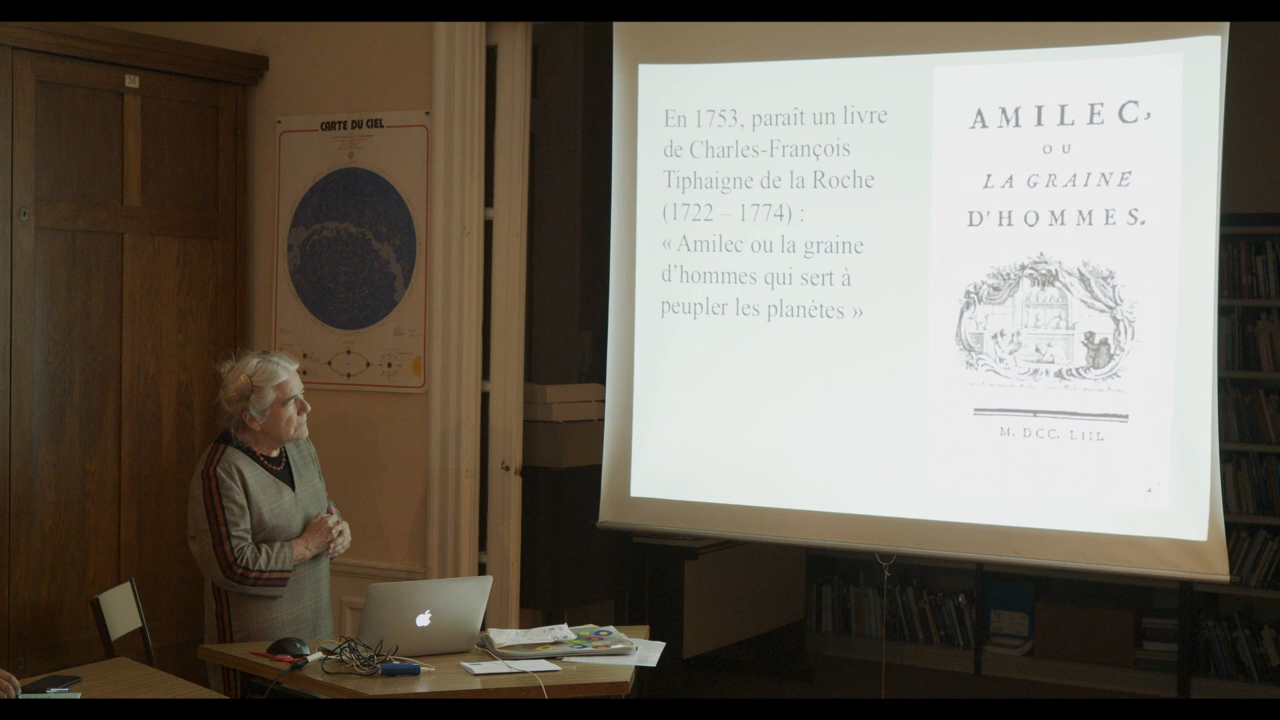 CARTE DU CIEL
En 1753, paraît un livre
de Charles-François
Tiphaigne de la Roche
(1722 – 1774) :
« Amilec ou la graine
d’hommes qui sert à
peupler les planètes »
AMILEC,
OU
LA GRAINE
D'HOMMES.
M. DCC. LIII.